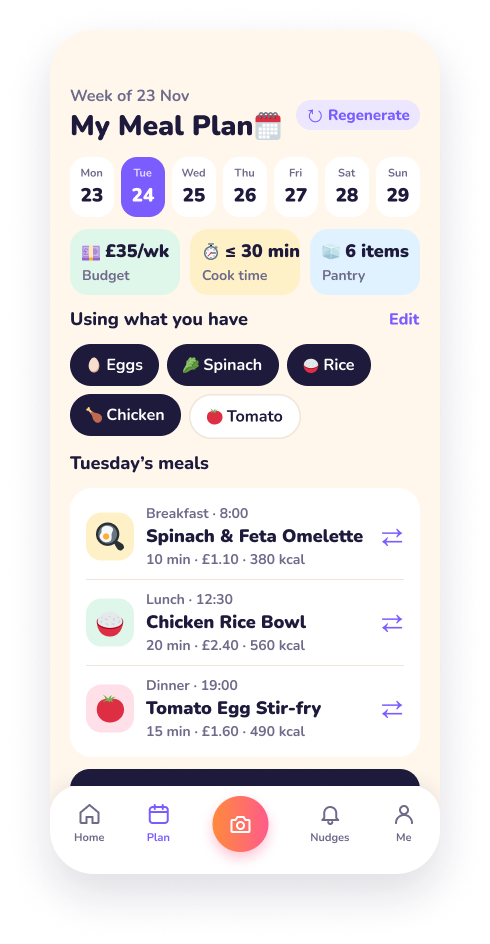 Week of 23 Nov
My Meal Plan
Regenerate
Mon Tue Wed Thu Fri Sat Sun
23 24 25 26 27 28 29
£35/wk ≤ 30 min 6 items
Budget Cook time Pantry
Using what you have Edit
Eggs Spinach Rice
Chicken Tomato
Tuesday’s meals
Breakfast · 8:00
Spinach & Feta Omelette
10 min · £1.10 · 380 kcal
Lunch · 12:30
Chicken Rice Bowl
20 min · £2.40 · 560 kcal
Dinner · 19:00
Tomato Egg Stir-fry
15 min · £1.60 · 490 kcal
Home Plan Nudges Me